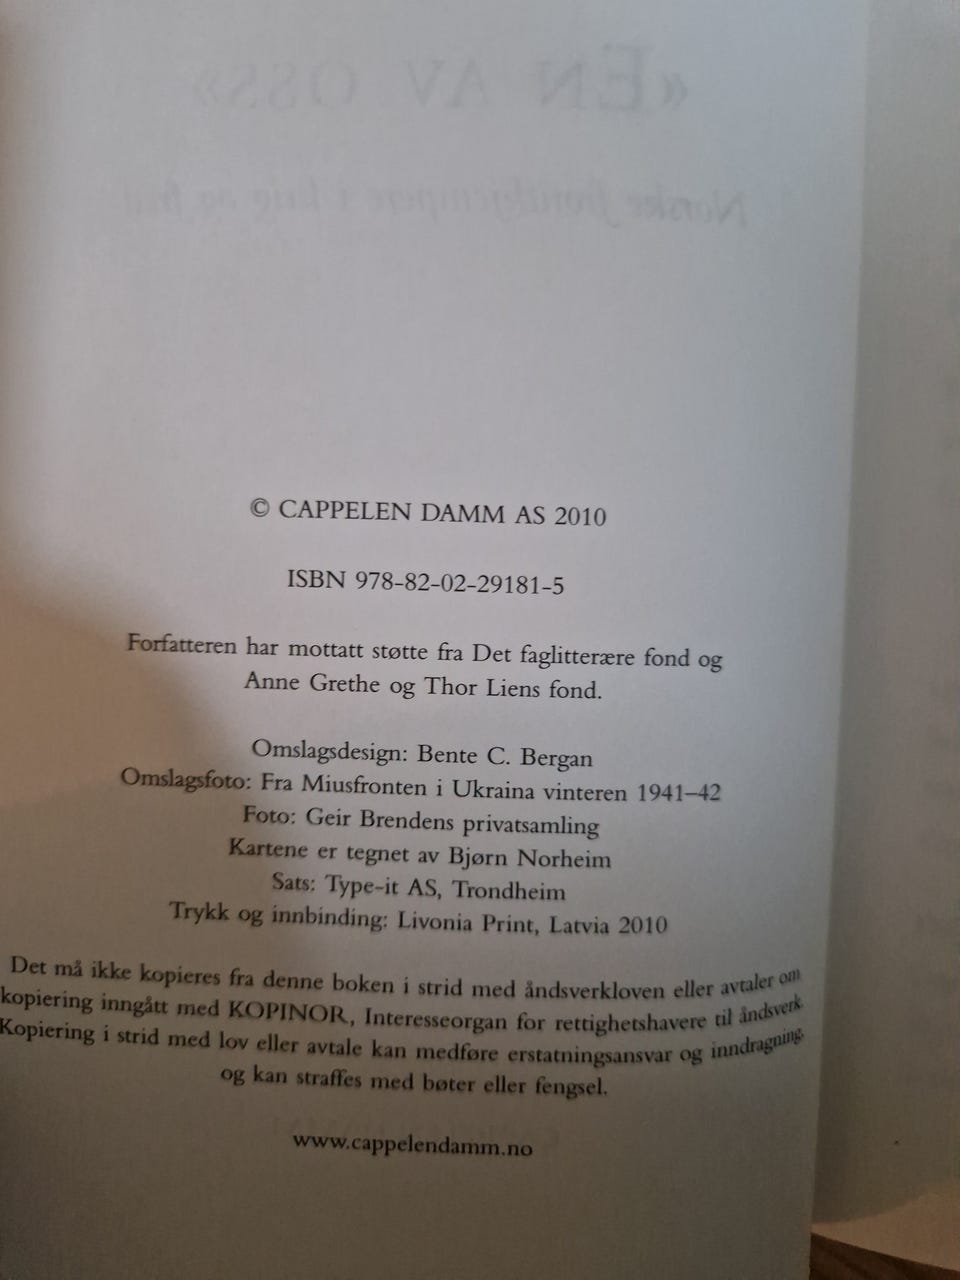 «EN AV OSS»
Norske frontkjempere i krig og fred
© CAPPELEN DAMM AS 2010
ISBN 978-82-02-29181-5
Forfatteren har mottatt støtte fra Det faglitterære fond og
Anne Grethe og Thor Liens fond.
Omslagsdesign: Bente C. Bergan
Omslagsfoto: Fra Miusfronten i Ukraina vinteren 1941–42
Foto: Geir Brendens privatsamling
Kartene er tegnet av Bjørn Norheim
Sats: Type-it AS, Trondheim
Trykk og innbinding: Livonia Print, Latvia 2010
Det må ikke kopieres fra denne boken i strid med åndsverkloven eller avtaler om
kopiering inngått med KOPINOR, Interesseorgan for rettighetshavere til åndsverk
Kopiering i strid med lov eller avtale kan medføre erstatningsansvar og inndragning,
og kan straffes med bøter eller fengsel.
www.cappelendamm.no